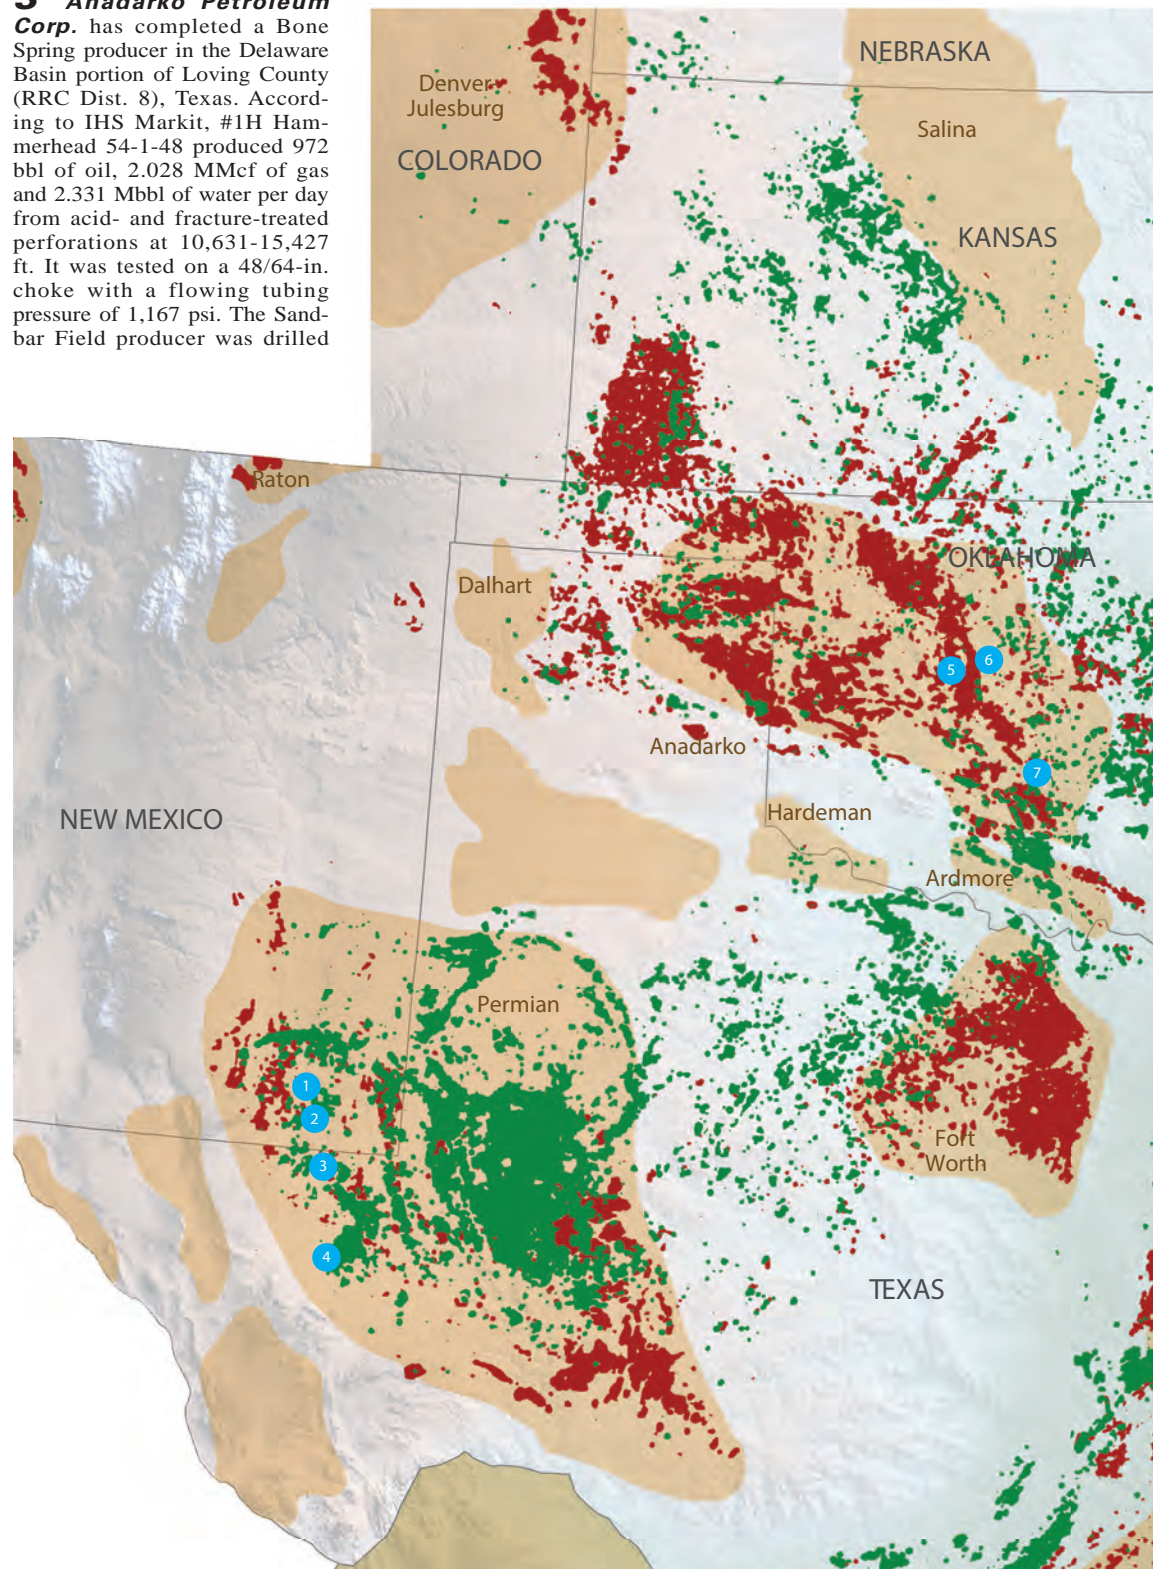 3 Anadarko Petroleum
Corp. has completed a Bone
Spring producer in the Delaware
Basin portion of Loving County
(RRC Dist. 8), Texas. Accord-
ing to IHS Markit, #1H Ham-
merhead 54-1-48 produced 972
bbl of oil, 2.028 MMcf of gas
and 2.331 Mbbl of water per day
from acid- and fracture-treated
perforations at 10,631-15,427
ft. It was tested on a 48/64-in.
choke with a flowing tubing
pressure of 1,167 psi. The Sand-
bar Field producer was drilled
NEBRASKA
Denver-
Julesburg
Salina
COLORADO
KANSAS
Raton
OKLAHOMA
Dalhart
5
6
Anadarko
7
Hardeman
NEW MEXICO
Ardmore
Permian
1
2
Fort
Worth
3
4
TEXAS